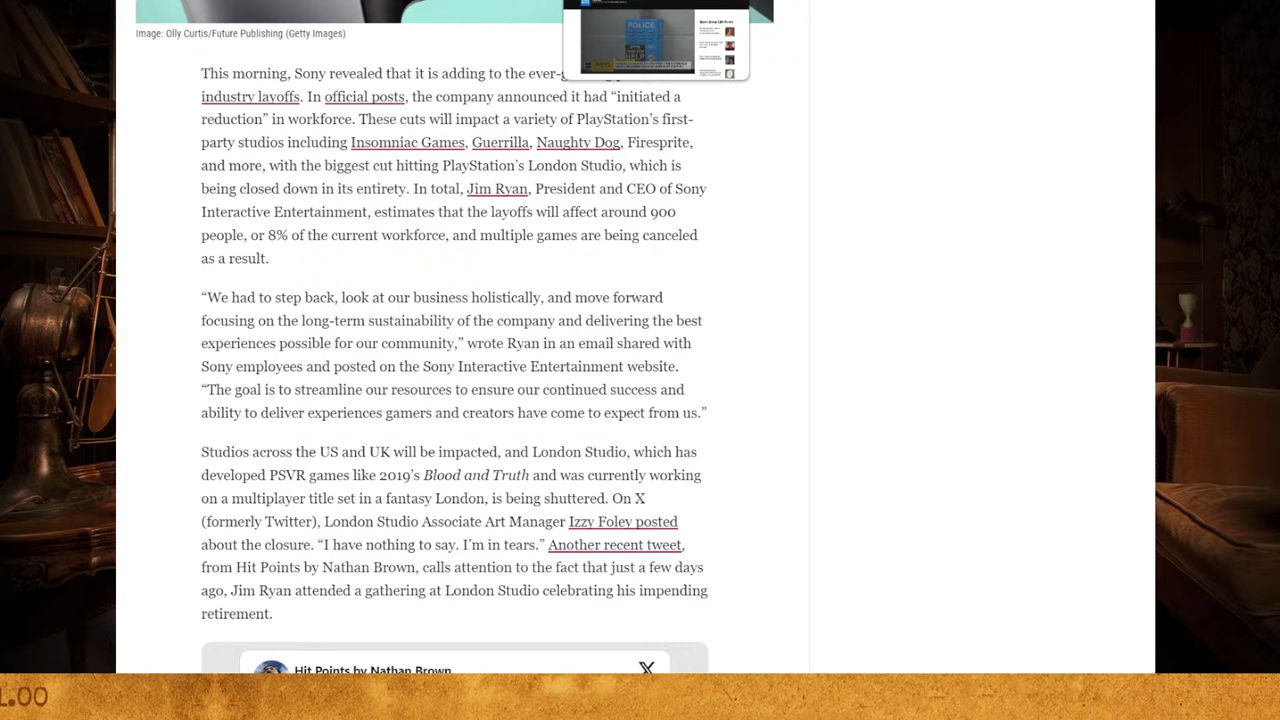 POLICE
Image: Olly Curtis/Future Publishing (Getty Images)
This morning, Sony revealed that it is adding to the
industry layoffs. In official posts, the company announced it had “initiated a
reduction” in workforce. These cuts will impact a variety of PlayStation’s first-
party studios including Insomniac Games, Guerrilla, Naughty Dog, Firesprite,
and more, with the biggest cut hitting PlayStation’s London Studio, which is
being closed down in its entirety. In total, Jim Ryan, President and CEO of Sony
Interactive Entertainment, estimates that the layoffs will affect around 900
people, or 8% of the current workforce, and multiple games are being canceled
as a result.
“We had to step back, look at our business holistically, and move forward
focusing on the long-term sustainability of the company and delivering the best
experiences possible for our community,” wrote Ryan in an email shared with
Sony employees and posted on the Sony Interactive Entertainment website.
“The goal is to streamline our resources to ensure our continued success and
ability to deliver experiences gamers and creators have come to expect from us.”
Studios across the US and UK will be impacted, and London Studio, which has
developed PSVR games like 2019’s Blood and Truth and was currently working
on a multiplayer title set in a fantasy London, is being shuttered. On X
(formerly Twitter), London Studio Associate Art Manager Izzy Foley posted
about the closure. “I have nothing to say. I’m in tears.” Another recent tweet,
from Hit Points by Nathan Brown, calls attention to the fact that just a few days
ago, Jim Ryan attended a gathering at London Studio celebrating his impending
retirement.
Hit Points by Nathan Brown
1.00